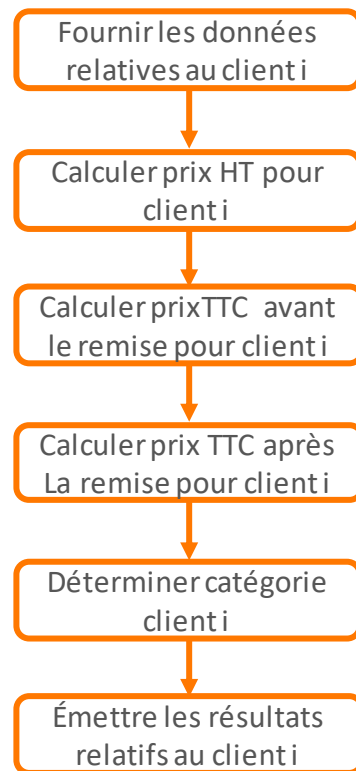 Fournir les données
relatives au client i
Calculer prix HT pour
client i
Calculer prixTTC avant
le remise pour client i
Calculer prix TTC après
La remise pour client i
Déterminer catégorie
client i
Émettre les résultats
relatifs au client i